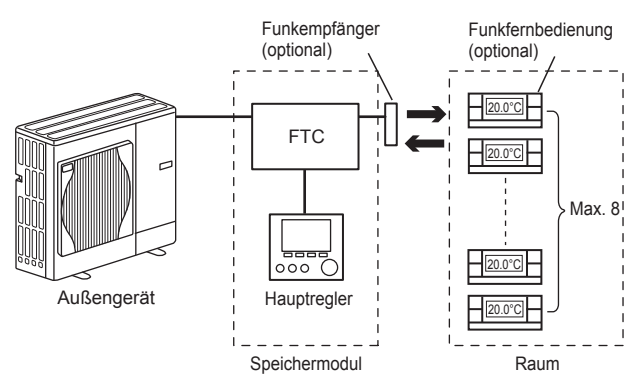 Funkempfänger
(optional)
Funkfernbedienung
(optional)
20.0°C
FTC
20.0°C
Max. 8
20.0°C
20.0°C
Außengerät
Hauptregler
Speichermodul
Raum